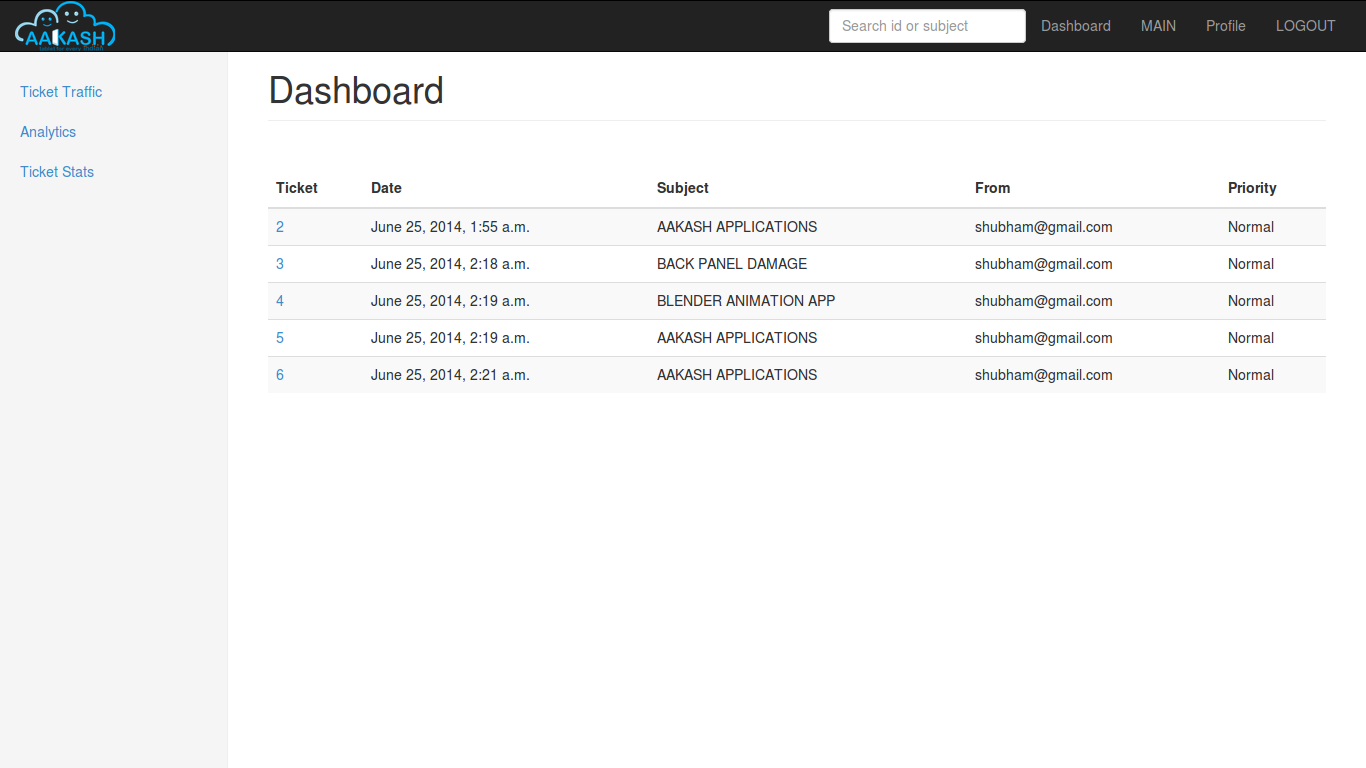 AAKASH
Search id or subject Dashboard MAIN Profile LOGOUT
Ticket Traffic
Analytics
Ticket Stats
Dashboard
Ticket Date Subject From Priority
2 June 25, 2014, 1:55 a.m. AAKASH APPLICATIONS shubham@gmail.com Normal
3 June 25, 2014, 2:18 a.m. BACK PANEL DAMAGE shubham@gmail.com Normal
4 June 25, 2014, 2:19 a.m. BLENDER ANIMATION APP shubham@gmail.com Normal
5 June 25, 2014, 2:19 a.m. AAKASH APPLICATIONS shubham@gmail.com Normal
6 June 25, 2014, 2:21 a.m. AAKASH APPLICATIONS shubham@gmail.com Normal